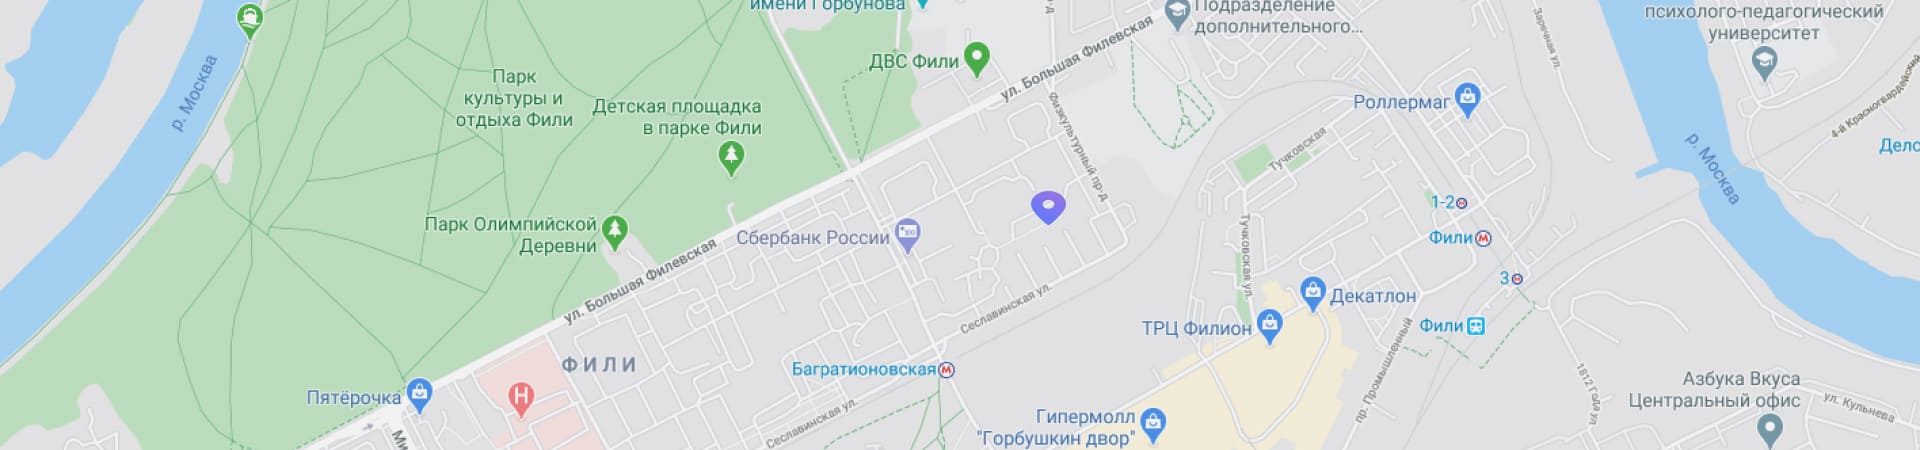 имени Горбунова
Подразделение
дополнительного...
психолого-педагогический
университет
Заречная ул.
4-й Красногвардейский
р. Москва
Парк
культуры и
отдыха Фили
Детская площадка
в парке Фили
ДВС Фили
ул. Большая Филевская
Физкультурный пр-д
Роллермаг
Тучковская
р. Москва
1-2
Фили
3
Парк Олимпийской
Деревни
Сбербанк России
ул. Большая Филевская
Тучковская ул.
Сеславинская ул.
Декатлон
ТРЦ Филион
Фили
ФИЛИ
Багратионовская
пр. Промышленный
1812 Года ул
Азбука Вкуса
Центральный офис
ул. Кульнева
Пятёрочка
H
Сеславинская ул.
Гипермолл
"Горбушкин двор"